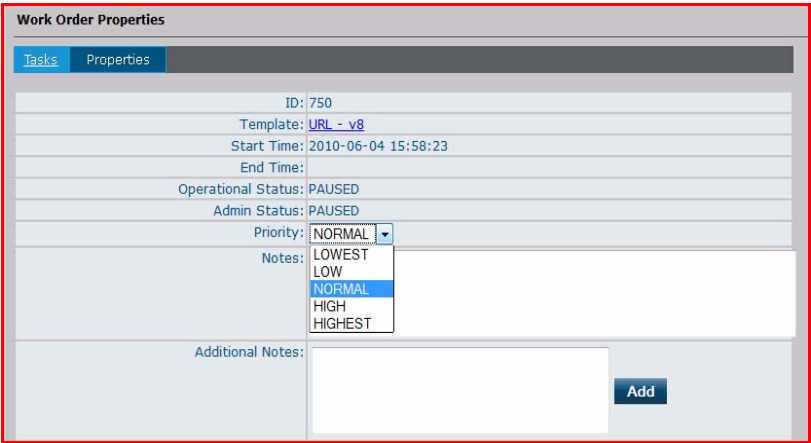 Work Order Properties
Tasks Properties
ID: 750
Template: URL - v8
Start Time: 2010-06-04 15:58:23
End Time:
Operational Status: PAUSED
Admin Status: PAUSED
Priority: NORMAL
Notes: LOWEST
LOW
NORMAL
HIGH
HIGHEST
Additional Notes:
Add